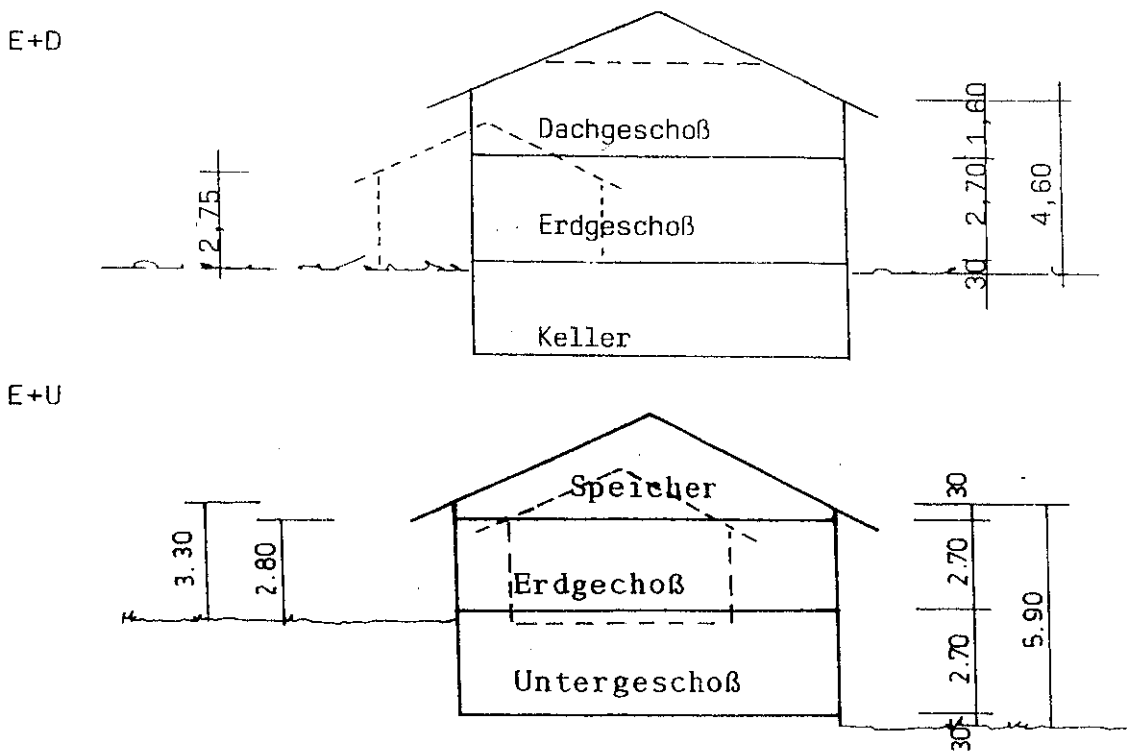 E+D
Dachgeschoß
Erdgeschoß
Keller
2,75
1,60
2,70
30
4,60
E+U
Speicher
Erdgechoß
Untergeschoß
3.30
2.80
30
2.70
2.70
30
5.90